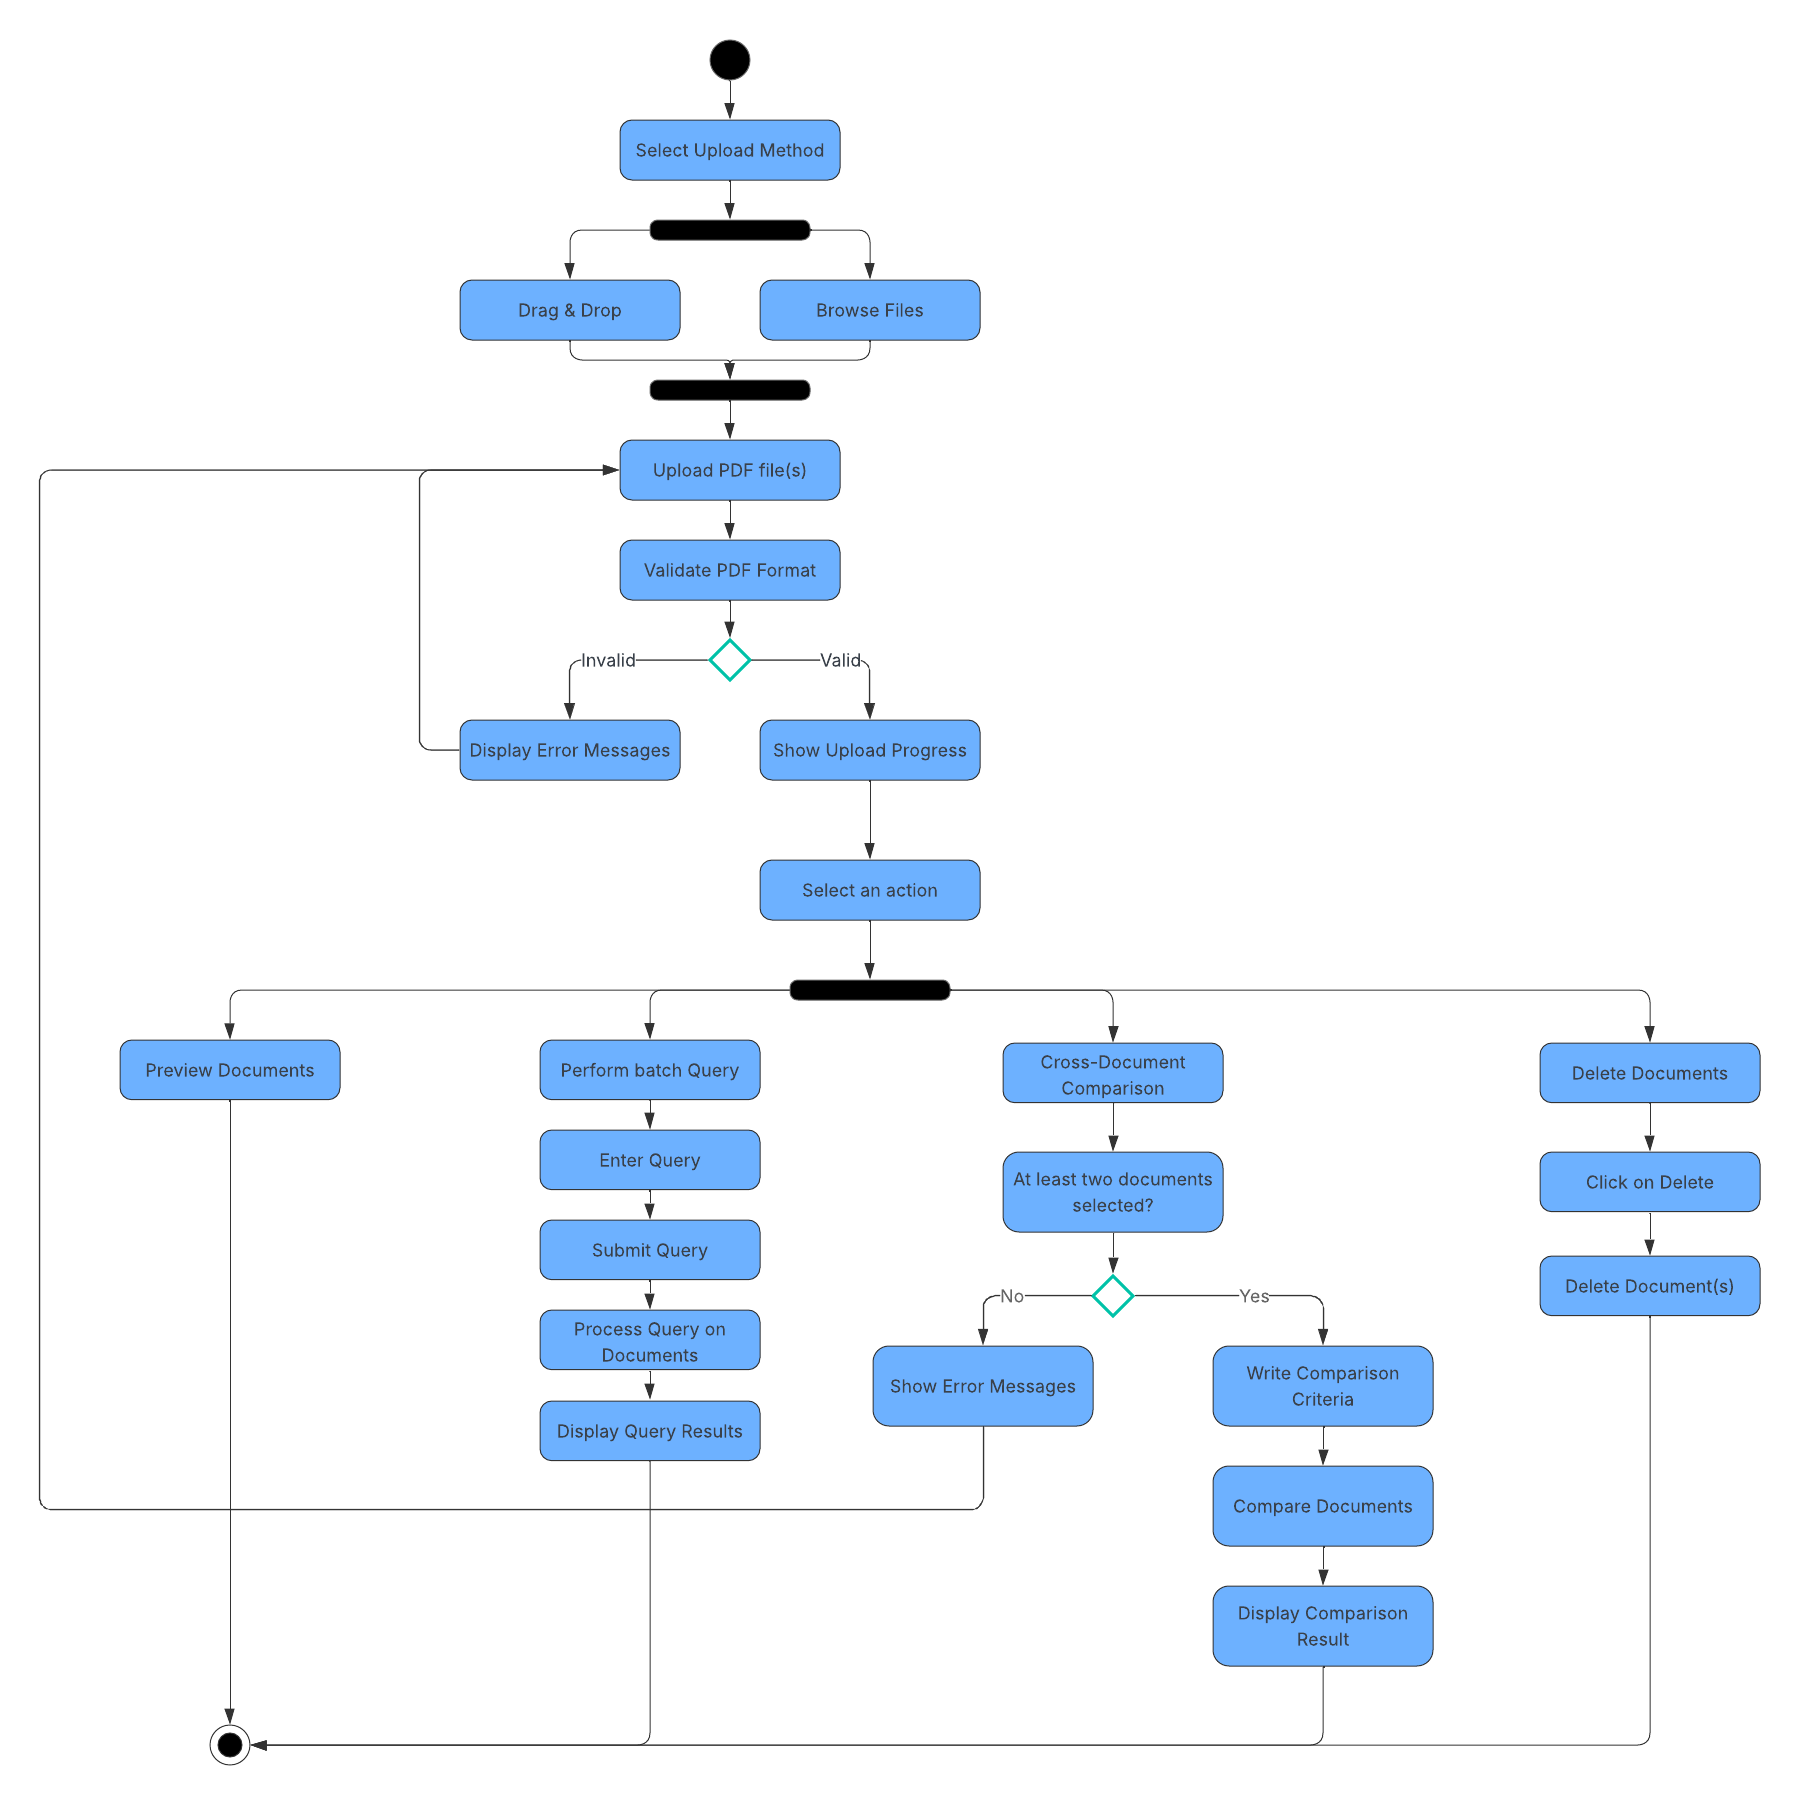 Select Upload Method
Drag & Drop
Browse Files
Upload PDF file(s)
Validate PDF Format
Invalid
Valid
Display Error Messages
Show Upload Progress
Select an action
Preview Documents
Perform batch Query
Cross-Document
Comparison
Delete Documents
Enter Query
At least two documents
selected?
Click on Delete
Submit Query
Delete Document(s)
No
Yes
Process Query on
Documents
Show Error Messages
Write Comparison
Criteria
Display Query Results
Compare Documents
Display Comparison
Result